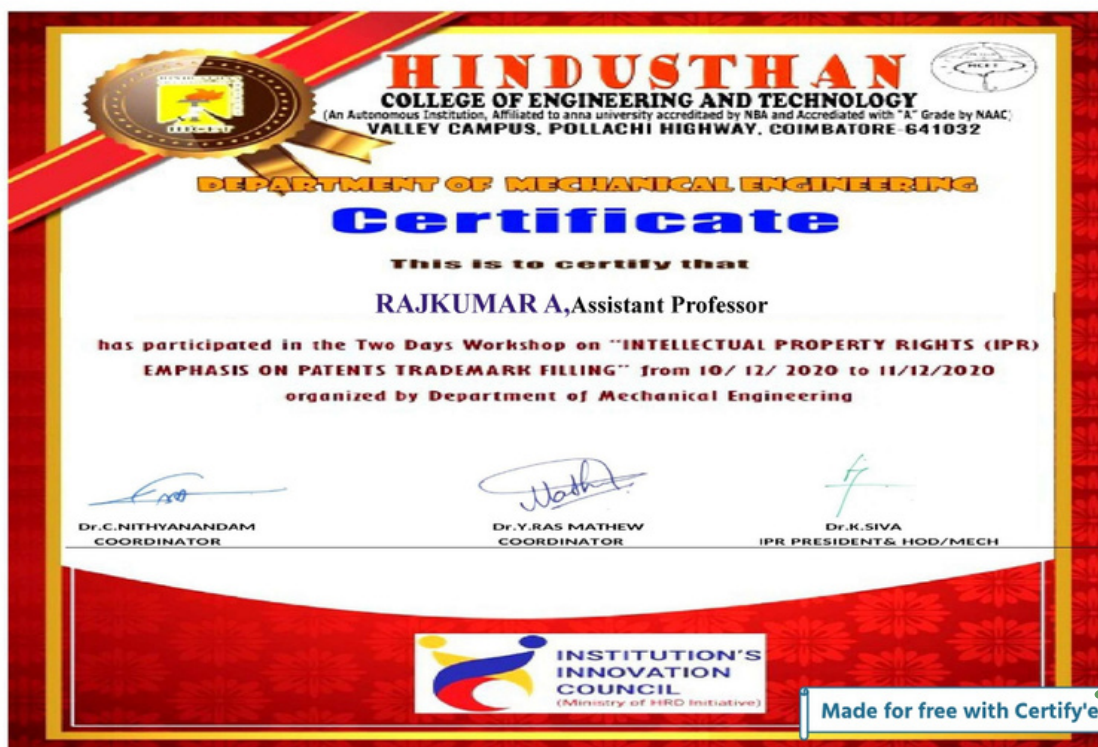 HINDUSTHAN
COLLEGE OF ENGINEERING AND TECHNOLOGY
(An Autonomous Institution, Affiliated to anna university accreditaed by NBA and Accrediated with "A" Grade by NAAC)
VALLEY CAMPUS, POLLACHI HIGHWAY, COIMBATORE-641032
HCET
DEPARTMENT OF MECHANICAL ENGINEERING
Certificate
This is to certify that
RAJKUMAR A,Assistant Professor
has participated in the Two Days Workshop on "INTELLECTUAL PROPERTY RIGHTS (IPR)
EMPHASIS ON PATENTS TRADEMARK FILLING" from 10/ 12/ 2020 to 11/12/2020
organized by Department of Mechanical Engineering
Dr.C.NITHYANANDAM
COORDINATOR
Dr.Y.RAS MATHEW
COORDINATOR
Dr.K.SIVA
IPR PRESIDENT& HOD/MECH
INSTITUTION'S
INNOVATION
COUNCIL
(Ministry of HRD Initiative)
Made for free with Certify'e